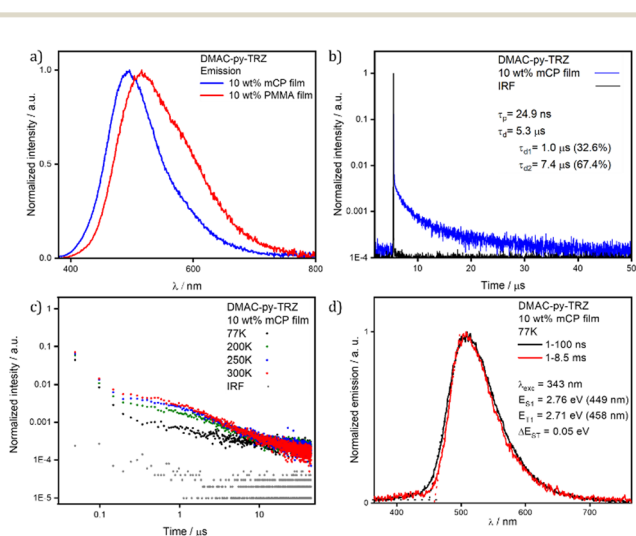 a)
DMAC-py-TRZ
Emission
10 wt% mCP film
10 wt% PMMA film
Normalized intensity / a.u.
1.0
0.5
0.0
400
600
800
λ / nm
b)
DMAC-py-TRZ
10 wt% mCP film
IRF
τp = 24.9 ns
τd = 5.3 μs
τd1= 1.0 μs (32.6%)
τd2= 7.4 μs (67.4%)
Normalized intensity / a.u.
1
0.1
0.01
0.001
1E-4
10
20
30
40
50
Time / μs
c)
DMAC-py-TRZ
10 wt% mCP film
77K
200K
250K
300K
IRF
Normalized intesity / a.u.
1
0.1
0.01
0.001
1E-4
1E-5
0.1
1
10
Time / μs
d)
DMAC-py-TRZ
10 wt% mCP film
77K
1-100 ns
1-8.5 ms
λexc = 343 nm
ES1 = 2.76 eV (449 nm)
ET1 = 2.71 eV (458 nm)
ΔEST = 0.05 eV
Normalized emission / a. u.
1
0
400
500
600
700
λ / nm